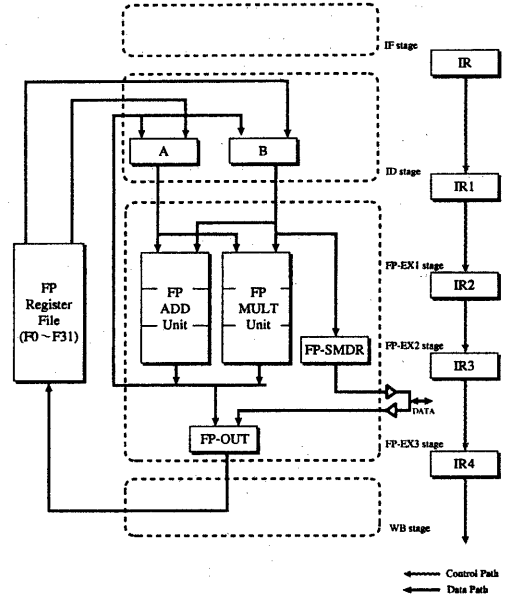 IF stage
IR
A
B
ID stage
IR1
FP
Register
File
(F0~F31)
FP
ADD
Unit
FP
MULT
Unit
FP-EX1 stage
IR2
FP-SMDR
FP-EX2 stage
IR3
DATA
FP-OUT
FP-EX3 stage
IR4
WB stage
Control Path
Data Path